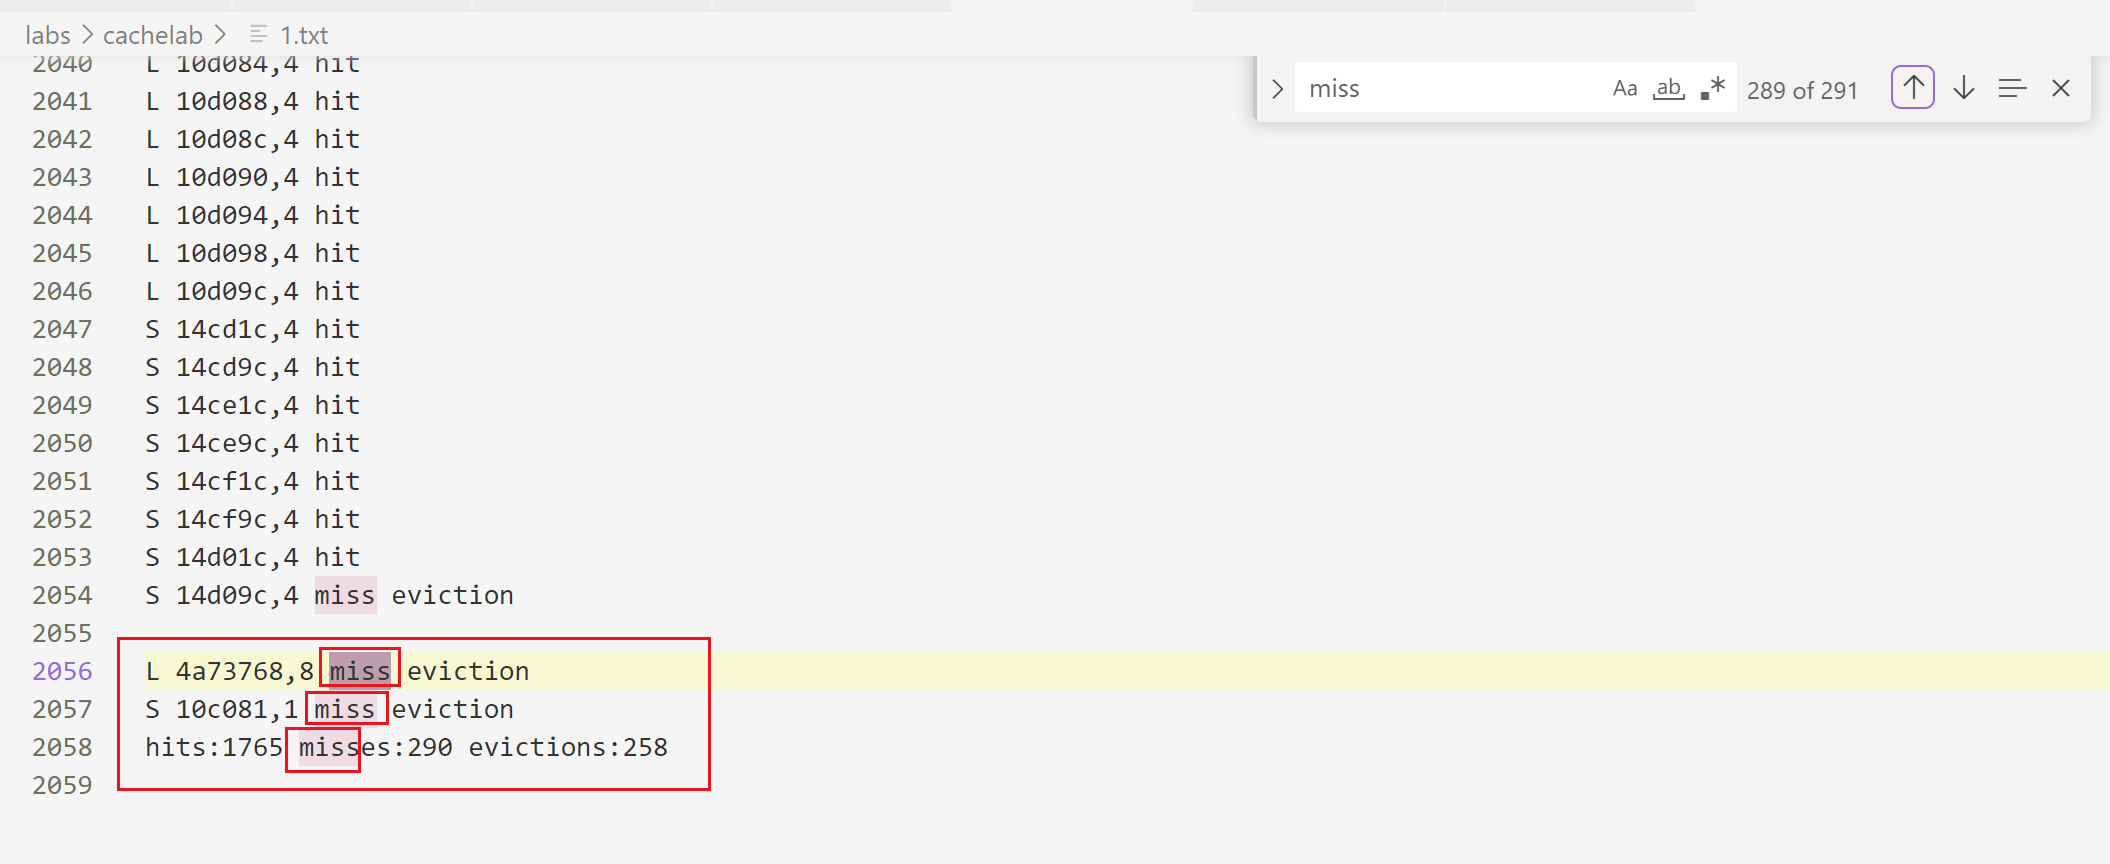 labs > cachelab > 1.txt
miss Aa ab .* 289 of 291
2040 L 10d084,4 hit
2041 L 10d088,4 hit
2042 L 10d08c,4 hit
2043 L 10d090,4 hit
2044 L 10d094,4 hit
2045 L 10d098,4 hit
2046 L 10d09c,4 hit
2047 S 14cd1c,4 hit
2048 S 14cd9c,4 hit
2049 S 14ce1c,4 hit
2050 S 14ce9c,4 hit
2051 S 14cf1c,4 hit
2052 S 14cf9c,4 hit
2053 S 14d01c,4 hit
2054 S 14d09c,4 miss eviction
2055
2056 L 4a73768,8 miss eviction
2057 S 10c081,1 miss eviction
2058 hits:1765 misses:290 evictions:258
2059